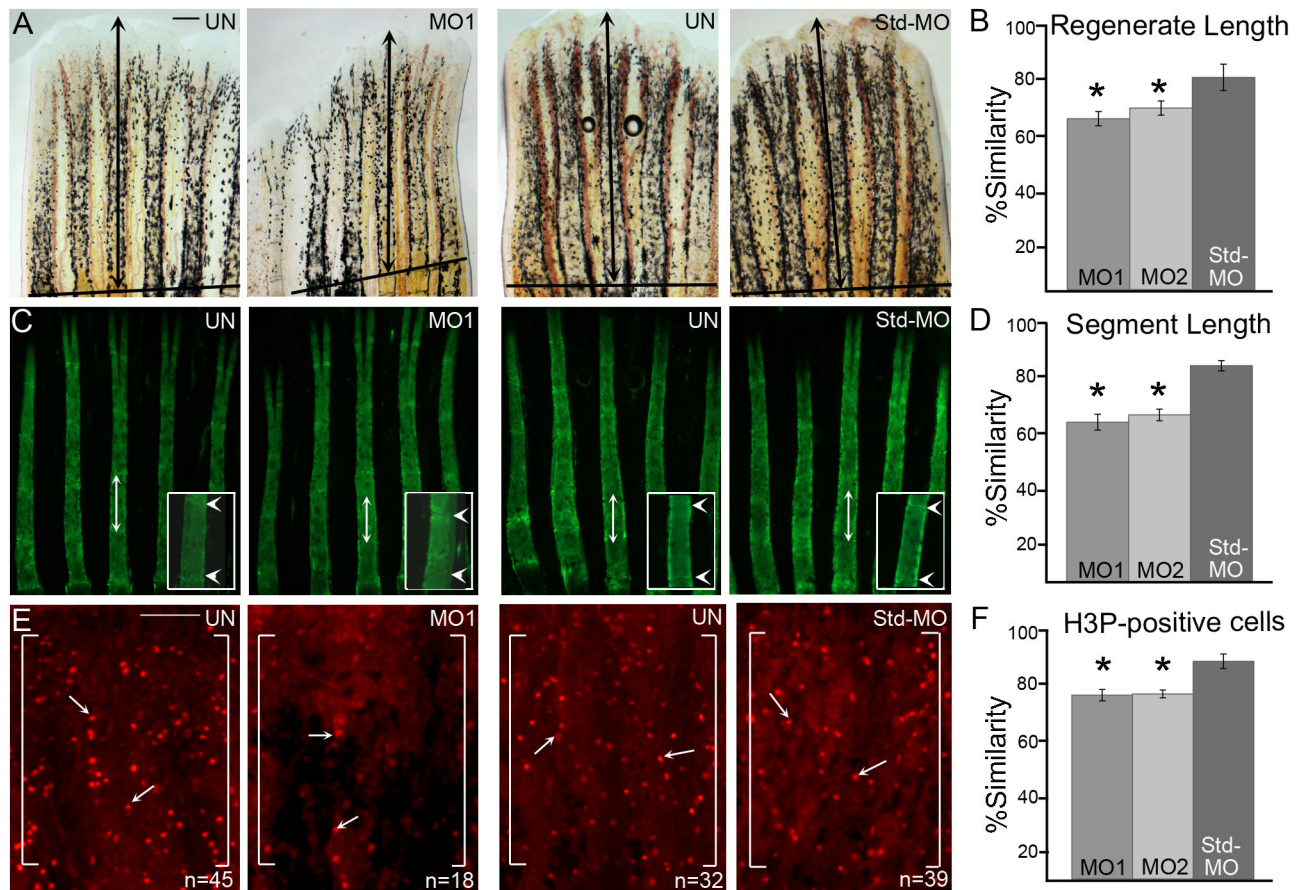 A
UN
MO1
UN
Std-MO
B
Regenerate Length
%Similarity
100
80
60
40
20
*
*
MO1
MO2
Std-
MO
C
UN
MO1
UN
Std-MO
D
Segment Length
%Similarity
100
80
60
40
20
*
*
MO1
MO2
Std-
MO
E
UN
n=45
MO1
n=18
UN
n=32
Std-MO
n=39
F
H3P-positive cells
%Similarity
100
80
60
40
20
*
*
MO1
MO2
Std-
MO